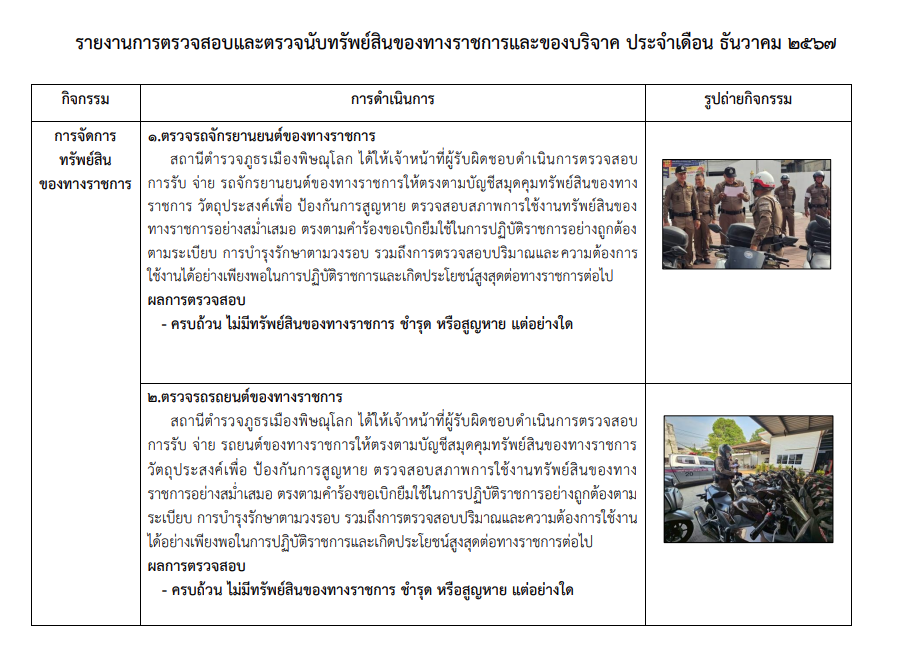 รายงานการตรวจสอบและตรวจนับทรัพย์สินของทางราชการและของบริจาค ประจำเดือน ธันวาคม ๒๕๖๗
กิจกรรม
การดำเนินการ
รูปถ่ายกิจกรรม
การจัดการ
ทรัพย์สิน
ของทางราชการ
๑.ตรวจรถจักรยานยนต์ของทางราชการ
สถานีตำรวจภูธรเมืองพิษณุโลก ได้ให้เจ้าหน้าที่ผู้รับผิดชอบดำเนินการตรวจสอบ
การรับ จ่าย รถจักรยานยนต์ของทางราชการให้ตรงตามบัญชีสมุดคุมทรัพย์สินของทาง
ราชการ วัตถุประสงค์เพื่อ ป้องกันการสูญหาย ตรวจสอบสภาพการใช้งานทรัพย์สินของ
ทางราชการอย่างสม่ำเสมอ ตรงตามคำร้องขอเบิกยืมใช้ในการปฏิบัติราชการอย่างถูกต้อง
ตามระเบียบ การบำรุงรักษาตามวงรอบ รวมถึงการตรวจสอบปริมาณและความต้องการ
ใช้งานได้อย่างเพียงพอในการปฏิบัติราชการและเกิดประโยชน์สูงสุดต่อทางราชการต่อไป
ผลการตรวจสอบ
- ครบถ้วน ไม่มีทรัพย์สินของทางราชการ ชำรุด หรือสูญหาย แต่อย่างใด
๒.ตรวจรถรถยนต์ของทางราชการ
สถานีตำรวจภูธรเมืองพิษณุโลก ได้ให้เจ้าหน้าที่ผู้รับผิดชอบดำเนินการตรวจสอบ
การรับ จ่าย รถยนต์ของทางราชการให้ตรงตามบัญชีสมุดคุมทรัพย์สินของทางราชการ
วัตถุประสงค์เพื่อ ป้องกันการสูญหาย ตรวจสอบสภาพการใช้งานทรัพย์สินของทาง
ราชการอย่างสม่ำเสมอ ตรงตามคำร้องขอเบิกยืมใช้ในการปฏิบัติราชการอย่างถูกต้องตาม
ระเบียบ การบำรุงรักษาตามวงรอบ รวมถึงการตรวจสอบปริมาณและความต้องการใช้งาน
ได้อย่างเพียงพอในการปฏิบัติราชการและเกิดประโยชน์สูงสุดต่อทางราชการต่อไป
ผลการตรวจสอบ
- ครบถ้วน ไม่มีทรัพย์สินของทางราชการ ชำรุด หรือสูญหาย แต่อย่างใด